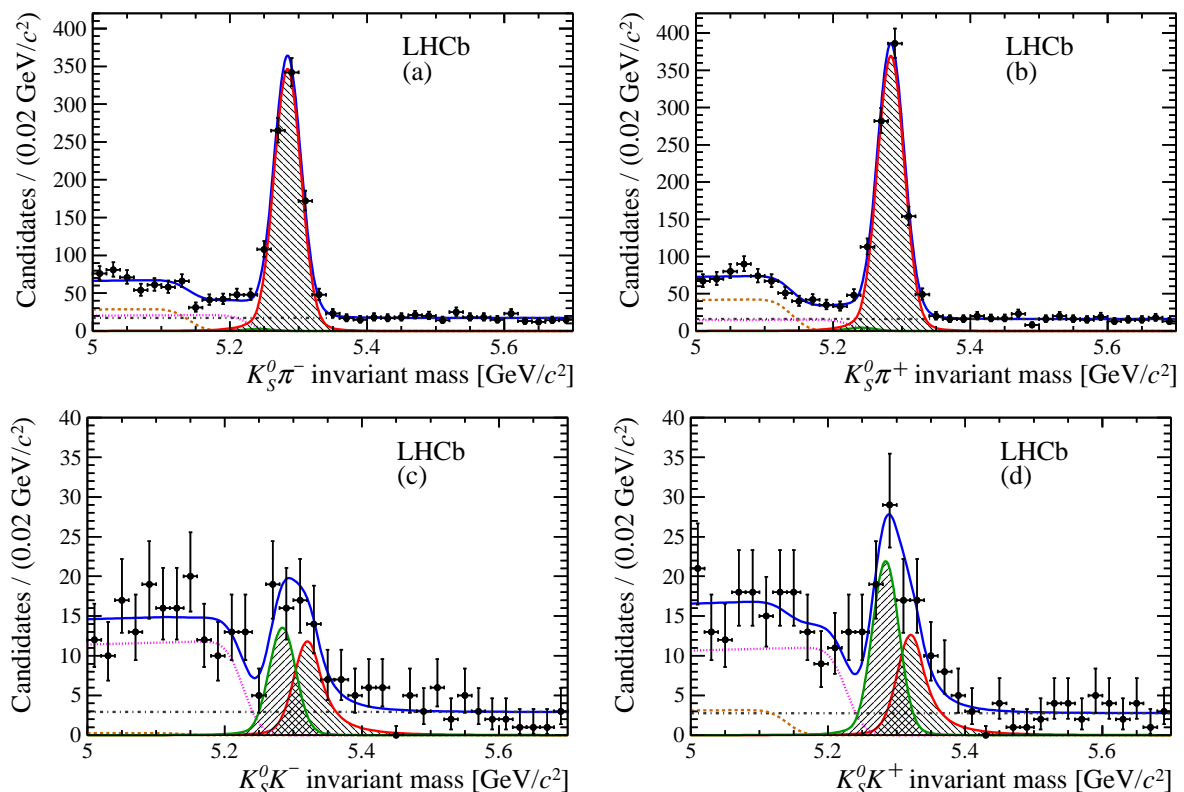 LHCb
(a)
Candidates / (0.02 GeV/c²)
400
350
300
250
200
150
100
50
0
5 5.2 5.4 5.6
K⁰_S π⁻ invariant mass [GeV/c²]
LHCb
(b)
Candidates / (0.02 GeV/c²)
400
350
300
250
200
150
100
50
0
5 5.2 5.4 5.6
K⁰_S π⁺ invariant mass [GeV/c²]
LHCb
(c)
Candidates / (0.02 GeV/c²)
40
35
30
25
20
15
10
5
0
5 5.2 5.4 5.6
K⁰_S K⁻ invariant mass [GeV/c²]
LHCb
(d)
Candidates / (0.02 GeV/c²)
40
35
30
25
20
15
10
5
0
5 5.2 5.4 5.6
K⁰_S K⁺ invariant mass [GeV/c²]